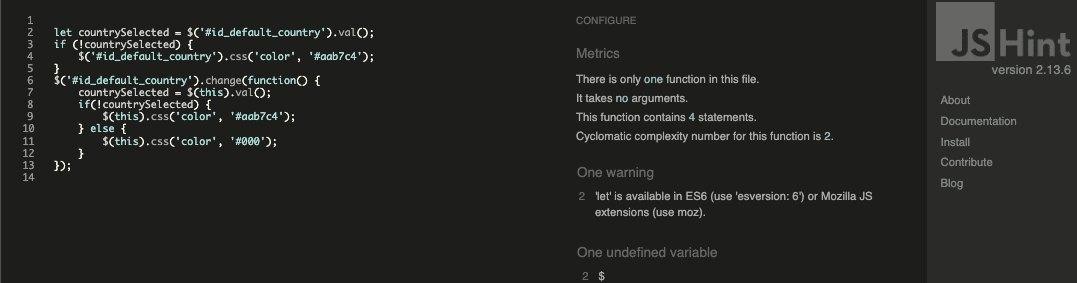 1
2 let countrySelected = $('#id_default_country').val();
3 if (!countrySelected) {
4 $('#id_default_country').css('color', '#aab7c4');
5 }
6 $('#id_default_country').change(function() {
7 countrySelected = $(this).val();
8 if(!countrySelected) {
9 $(this).css('color', '#aab7c4');
10 } else {
11 $(this).css('color', '#000');
12 }
13 });
14
CONFIGURE
Metrics
There is only one function in this file.
It takes no arguments.
This function contains 4 statements.
Cyclomatic complexity number for this function is 2.
One warning
2 'let' is available in ES6 (use 'esversion: 6') or Mozilla JS
extensions (use moz).
One undefined variable
2 $
JSHint
version 2.13.6
About
Documentation
Install
Contribute
Blog